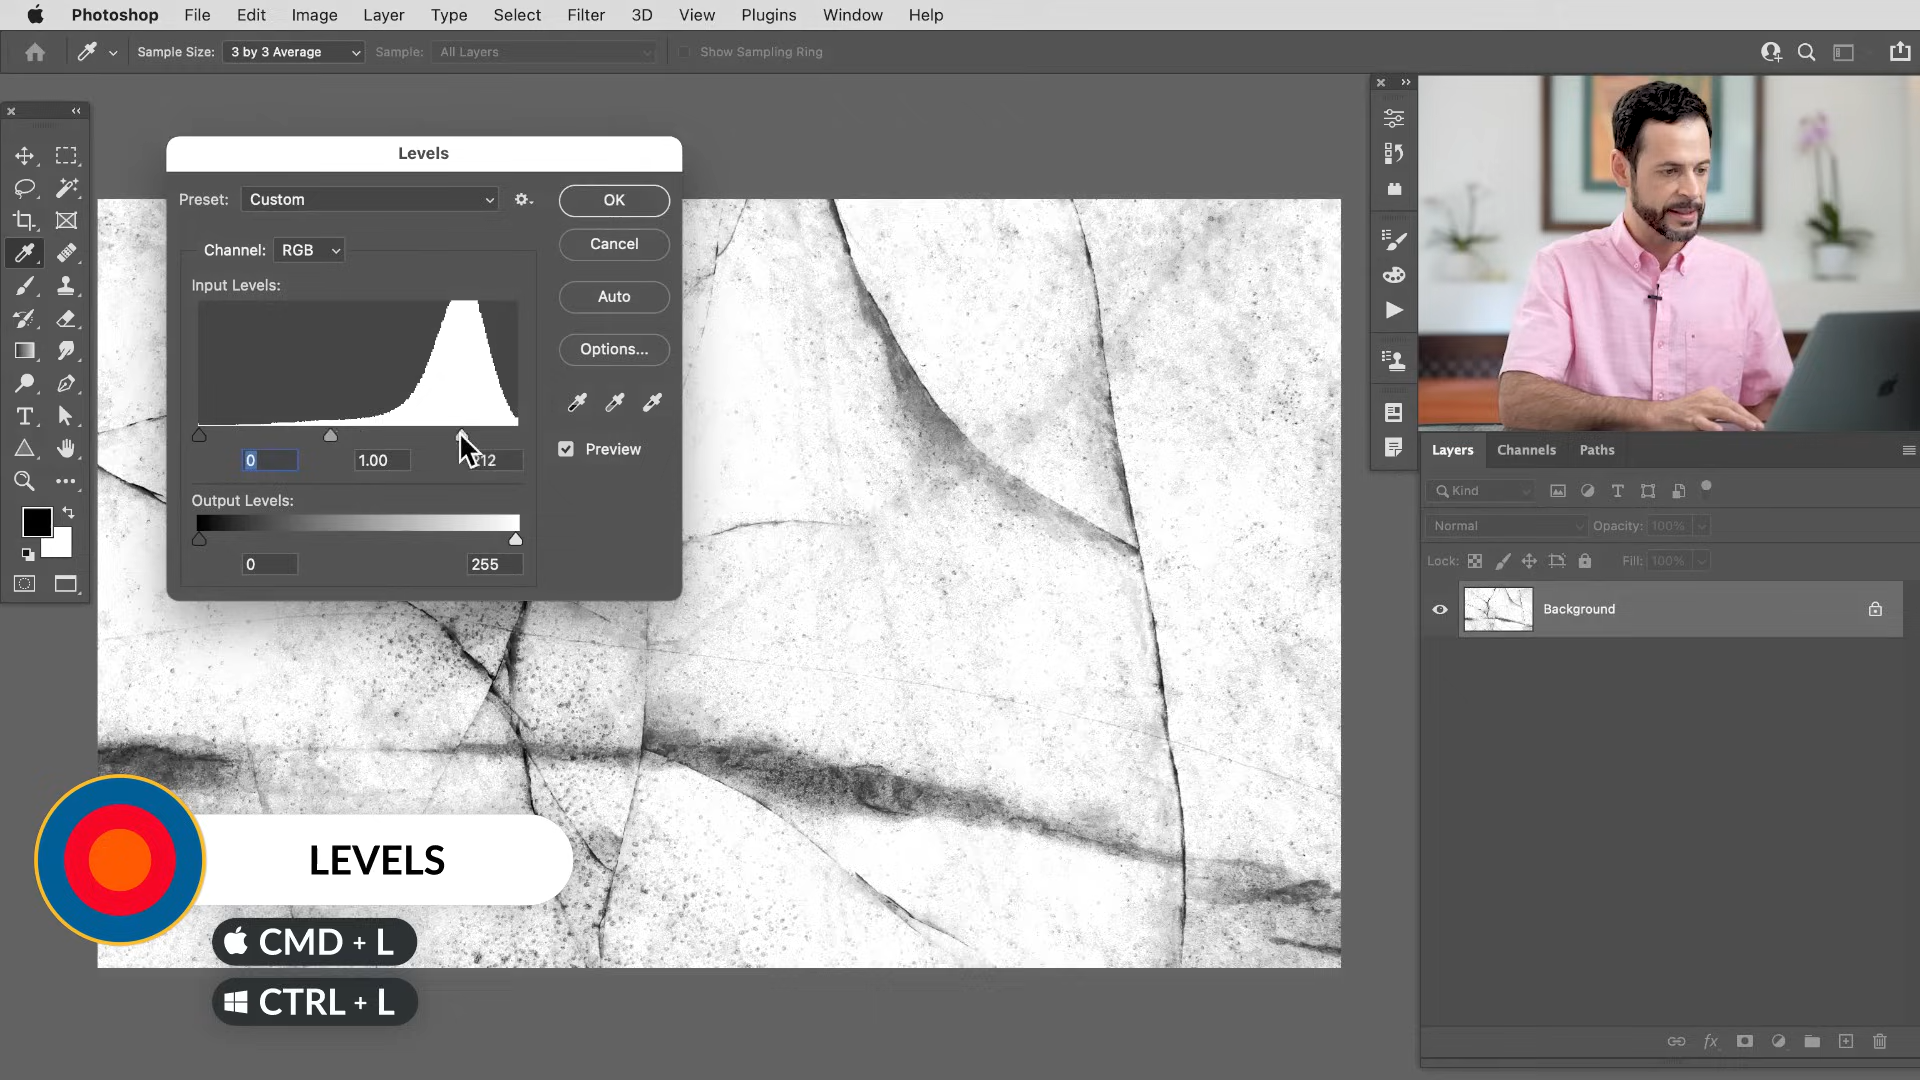 Photoshop File Edit Image Layer Type Select Filter 3D View Plugins Window Help
Sample Size: 3 by 3 Average Sample: All Layers Show Sampling Ring
Levels
Preset: Custom
OK
Cancel
Channel: RGB
Auto
Input Levels:
Options...
Preview
0 1.00 212
Output Levels:
0 255
LEVELS
CMD + L
CTRL + L
Layers Channels Paths
Kind
Normal Opacity: 100%
Lock: Fill: 100%
Background
fx